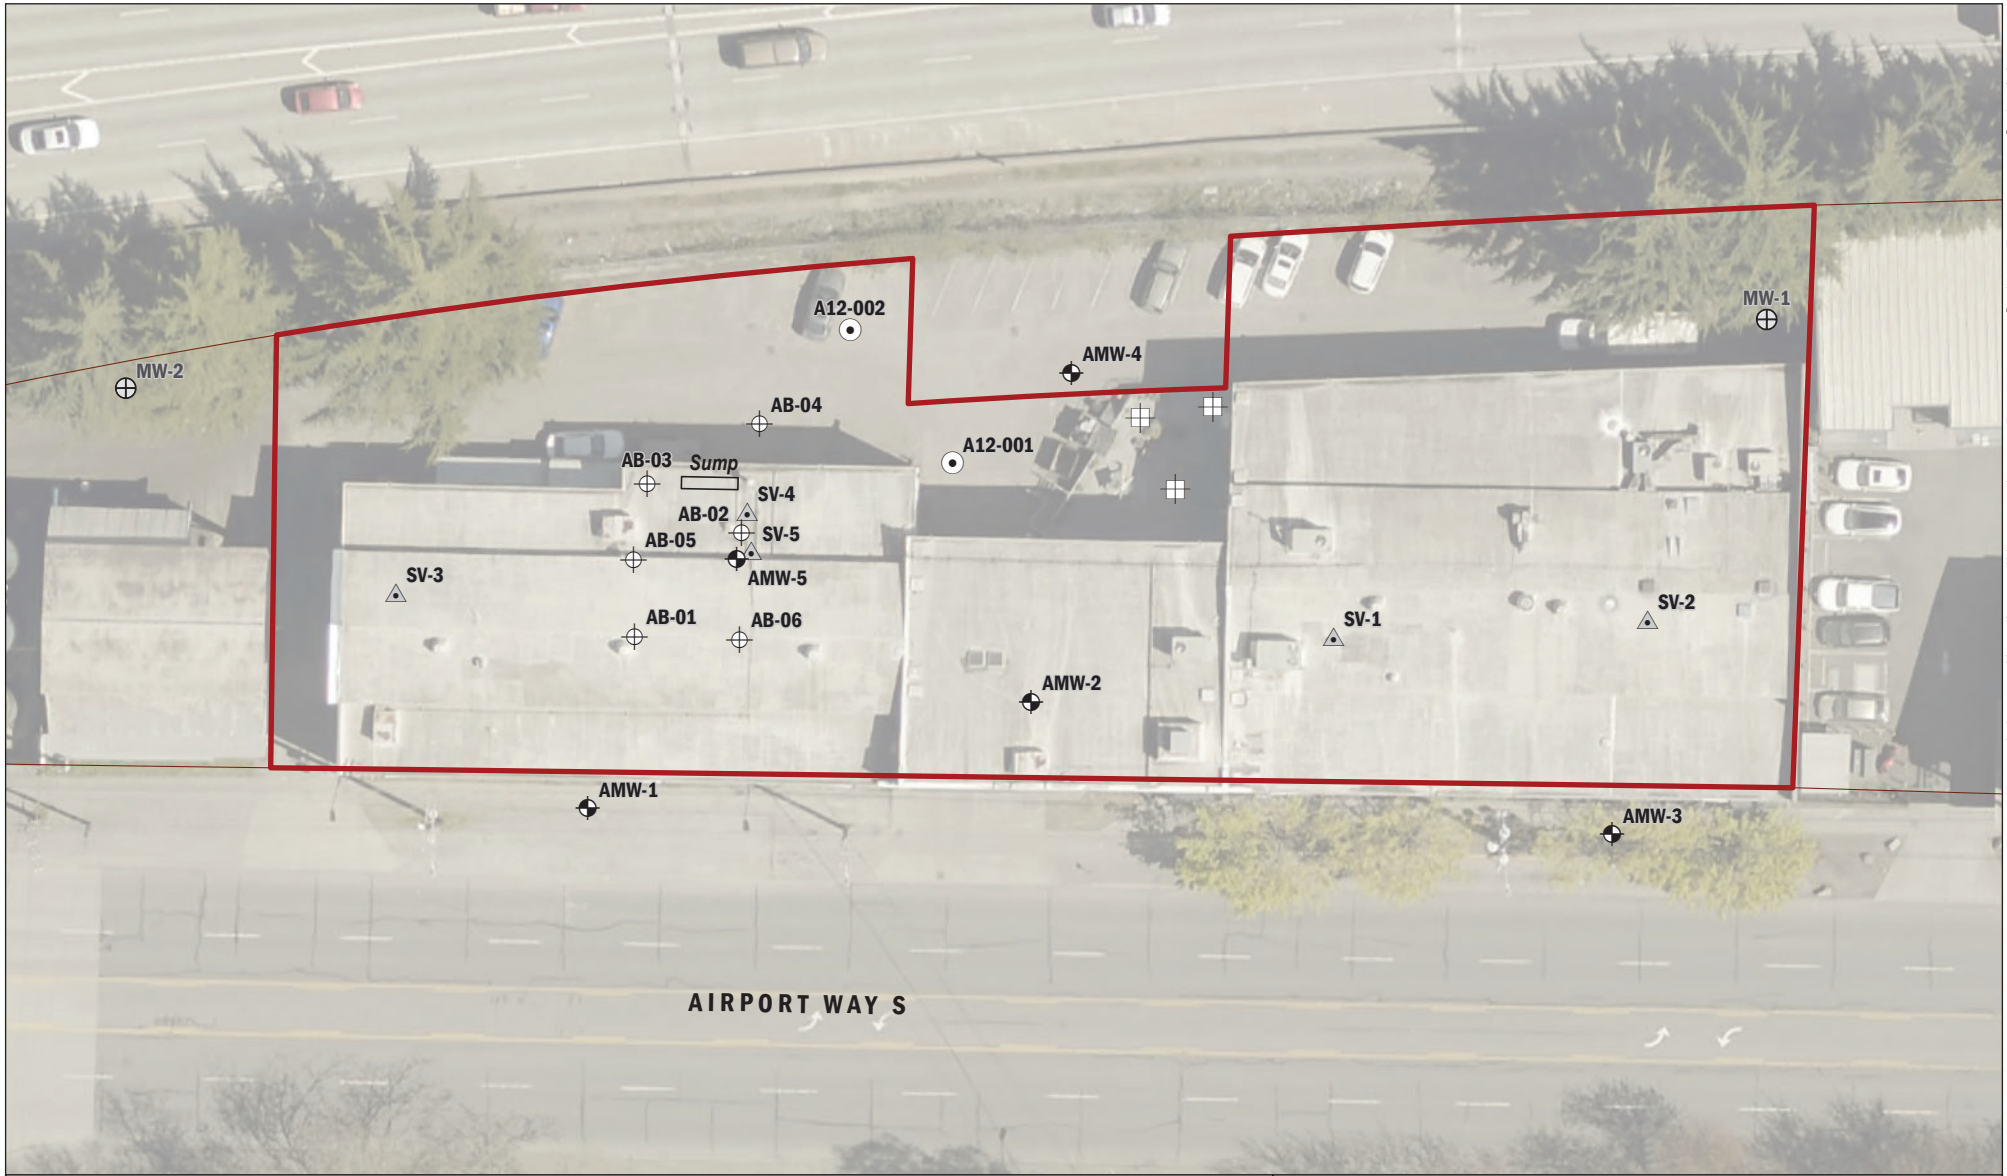 A12-002
MW-1
AMW-4
MW-2
AB-04
A12-001
AB-03
Sump
SV-4
AB-02
SV-5
AB-05
AMW-5
SV-3
AB-01
AB-06
SV-1
SV-2
AMW-2
AMW-1
AMW-3
AIRPORT WAY S